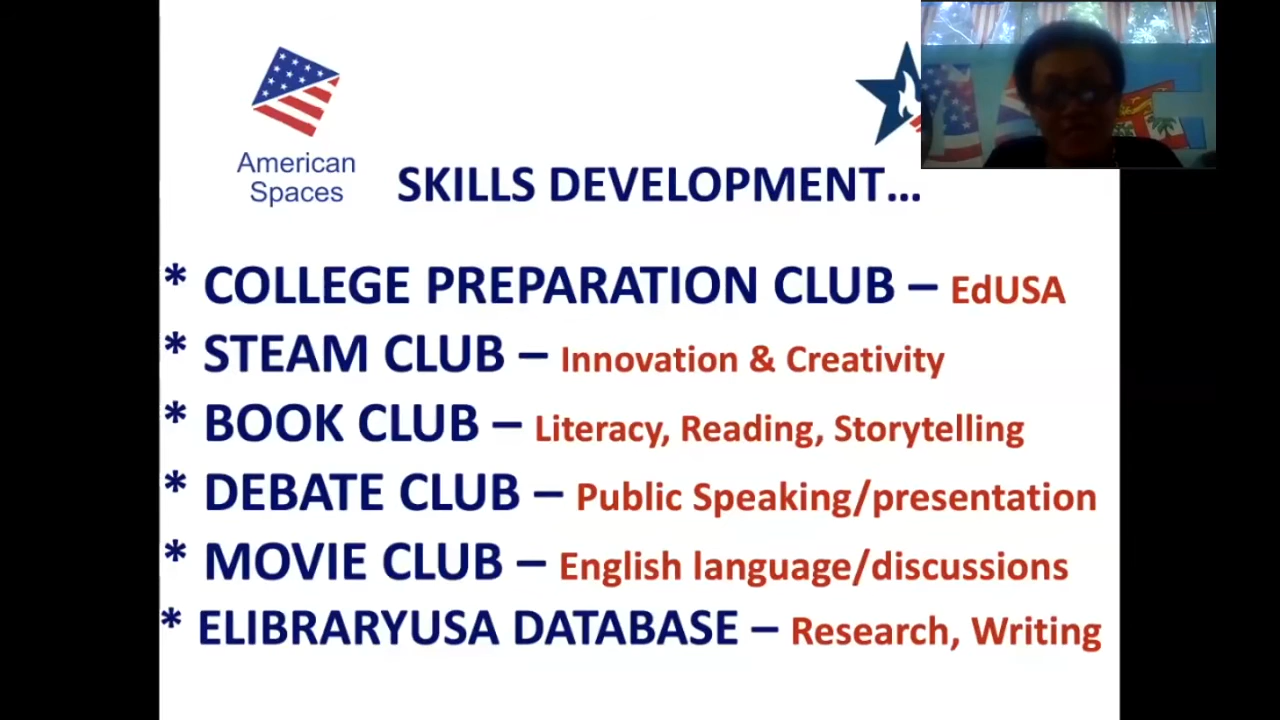 American
Spaces
SKILLS DEVELOPMENT...
* COLLEGE PREPARATION CLUB – EdUSA
* STEAM CLUB – Innovation & Creativity
* BOOK CLUB – Literacy, Reading, Storytelling
* DEBATE CLUB – Public Speaking/presentation
* MOVIE CLUB – English language/discussions
* ELIBRARYUSA DATABASE – Research, Writing